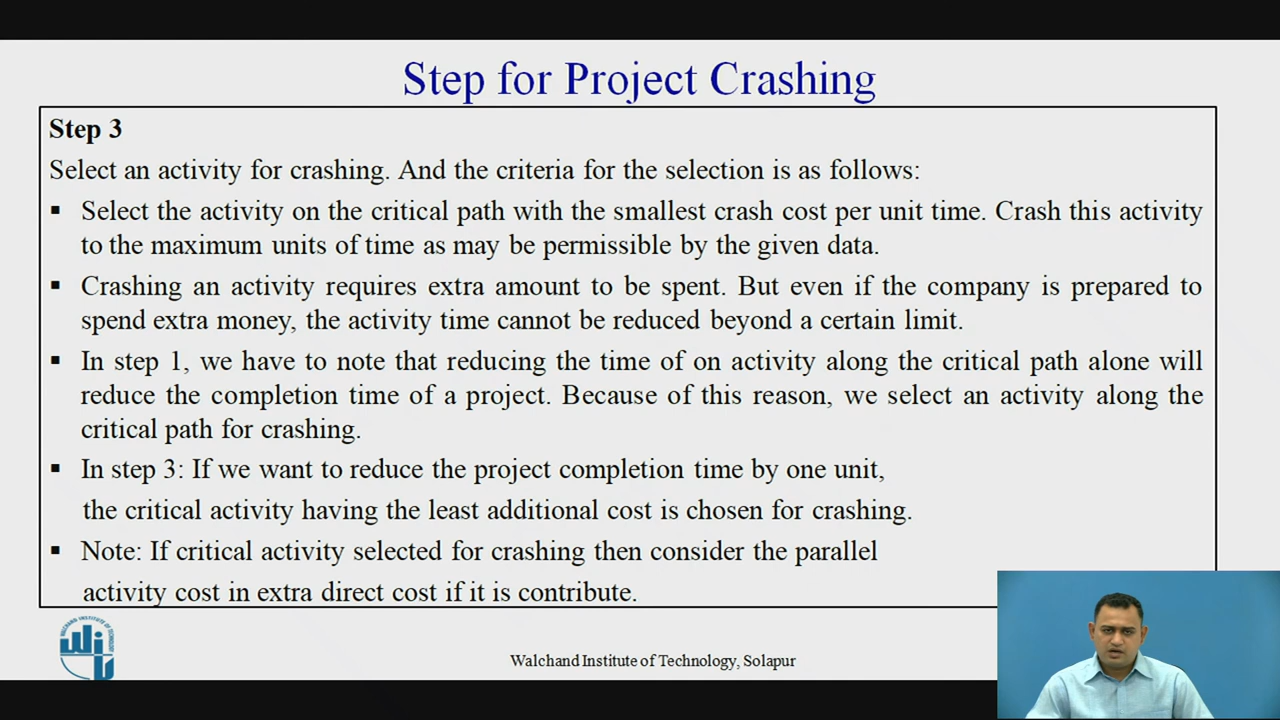 Step for Project Crashing
Step 3
Select an activity for crashing. And the criteria for the selection is as follows:
▪ Select the activity on the critical path with the smallest crash cost per unit time. Crash this activity
to the maximum units of time as may be permissible by the given data.
▪ Crashing an activity requires extra amount to be spent. But even if the company is prepared to
spend extra money, the activity time cannot be reduced beyond a certain limit.
▪ In step 1, we have to note that reducing the time of on activity along the critical path alone will
reduce the completion time of a project. Because of this reason, we select an activity along the
critical path for crashing.
▪ In step 3: If we want to reduce the project completion time by one unit,
the critical activity having the least additional cost is chosen for crashing.
▪ Note: If critical activity selected for crashing then consider the parallel
activity cost in extra direct cost if it is contribute.
WALCHAND INSTITUTE OF TECHNOLOGY
Walchand Institute of Technology, Solapur